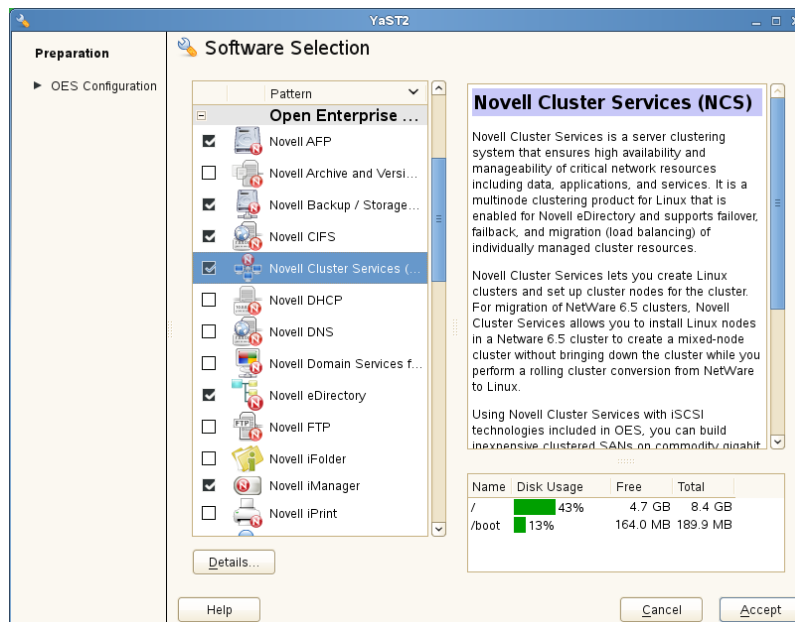 YaST2
Preparation
OES Configuration
Software Selection
Pattern
Open Enterprise ...
Novell AFP
Novell Archive and Versi...
Novell Backup / Storage...
Novell CIFS
Novell Cluster Services (...
Novell DHCP
Novell DNS
Novell Domain Services f...
Novell eDirectory
Novell FTP
Novell iFolder
Novell iManager
Novell iPrint
Details...
Novell Cluster Services (NCS)
Novell Cluster Services is a server clustering
system that ensures high availability and
manageability of critical network resources
including data, applications, and services. It is a
multinode clustering product for Linux that is
enabled for Novell eDirectory and supports failover,
failback, and migration (load balancing) of
individually managed cluster resources.
Novell Cluster Services lets you create Linux
clusters and set up cluster nodes for the cluster.
For migration of NetWare 6.5 clusters, Novell
Cluster Services allows you to install Linux nodes
in a Netware 6.5 cluster to create a mixed-node
cluster without bringing down the cluster while you
perform a rolling cluster conversion from NetWare
to Linux.
Using Novell Cluster Services with iSCSI
technologies included in OES, you can build
inexpensive clustered SANs on commodity gigabit
Name Disk Usage Free Total
/ 43% 4.7 GB 8.4 GB
/boot 13% 164.0 MB 189.9 MB
Help
Cancel
Accept